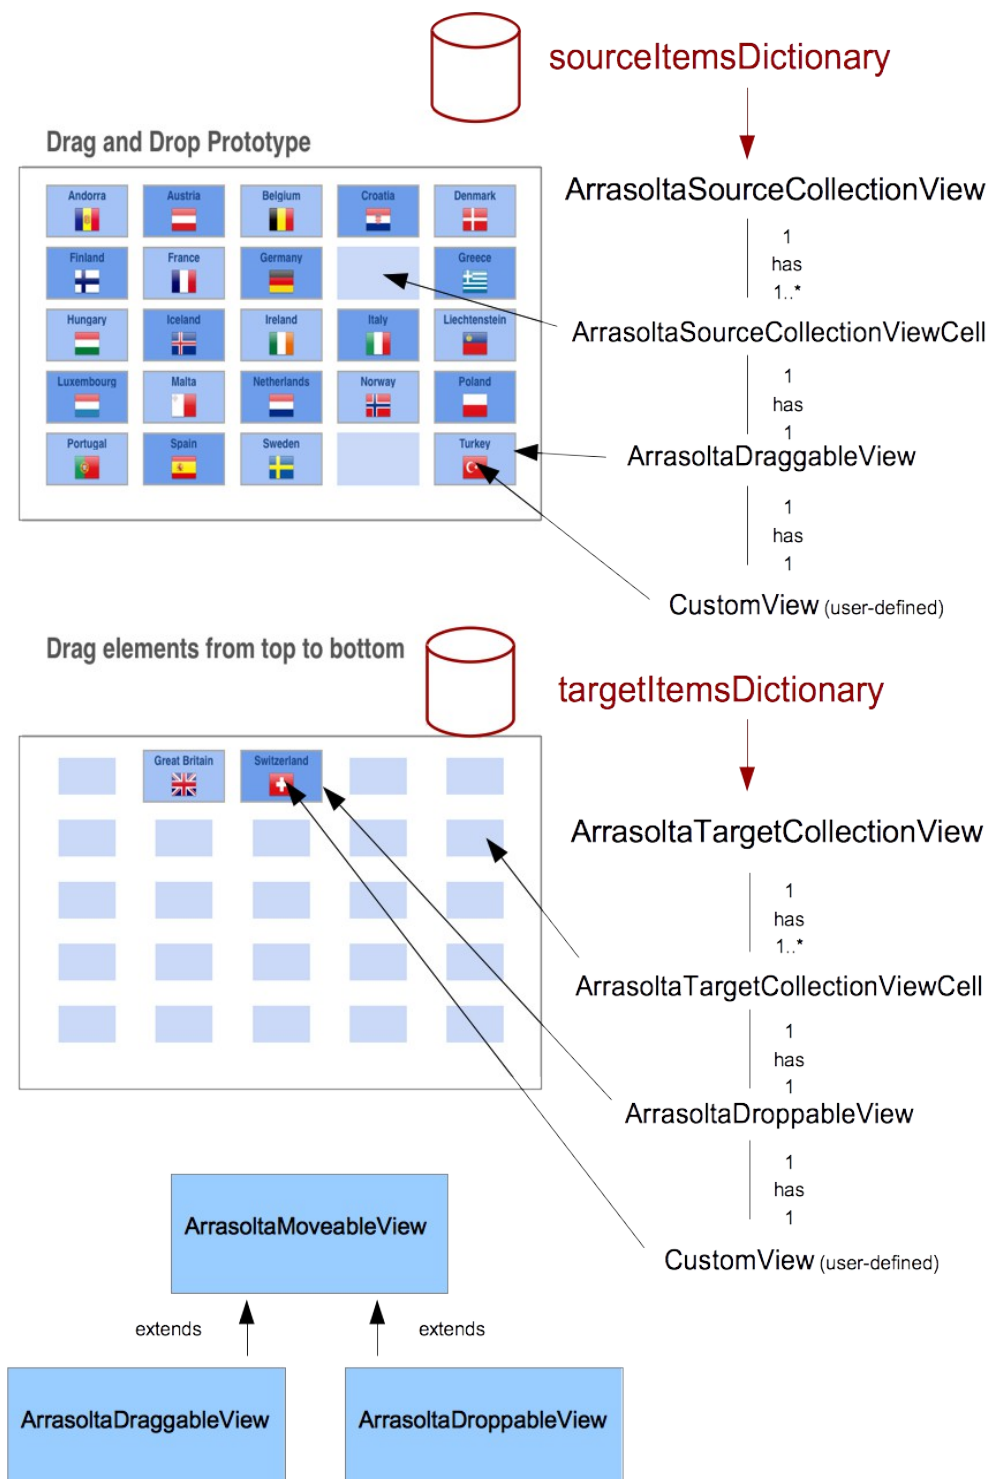 sourceItemsDictionary
Drag and Drop Prototype
Andorra
Austria
Belgium
Croatia
Denmark
Finland
France
Germany
Greece
Hungary
Iceland
Ireland
Italy
Liechtenstein
Luxembourg
Malta
Netherlands
Norway
Poland
Portugal
Spain
Sweden
Turkey
ArrasoltaSourceCollectionView
1
has
1..*
ArrasoltaSourceCollectionViewCell
1
has
1
ArrasoltaDraggableView
1
has
1
CustomView (user-defined)
Drag elements from top to bottom
targetItemsDictionary
Great Britain
Switzerland
ArrasoltaTargetCollectionView
1
has
1..*
ArrasoltaTargetCollectionViewCell
1
has
1
ArrasoltaDroppableView
1
has
1
CustomView (user-defined)
ArrasoltaMoveableView
extends
extends
ArrasoltaDraggableView
ArrasoltaDroppableView